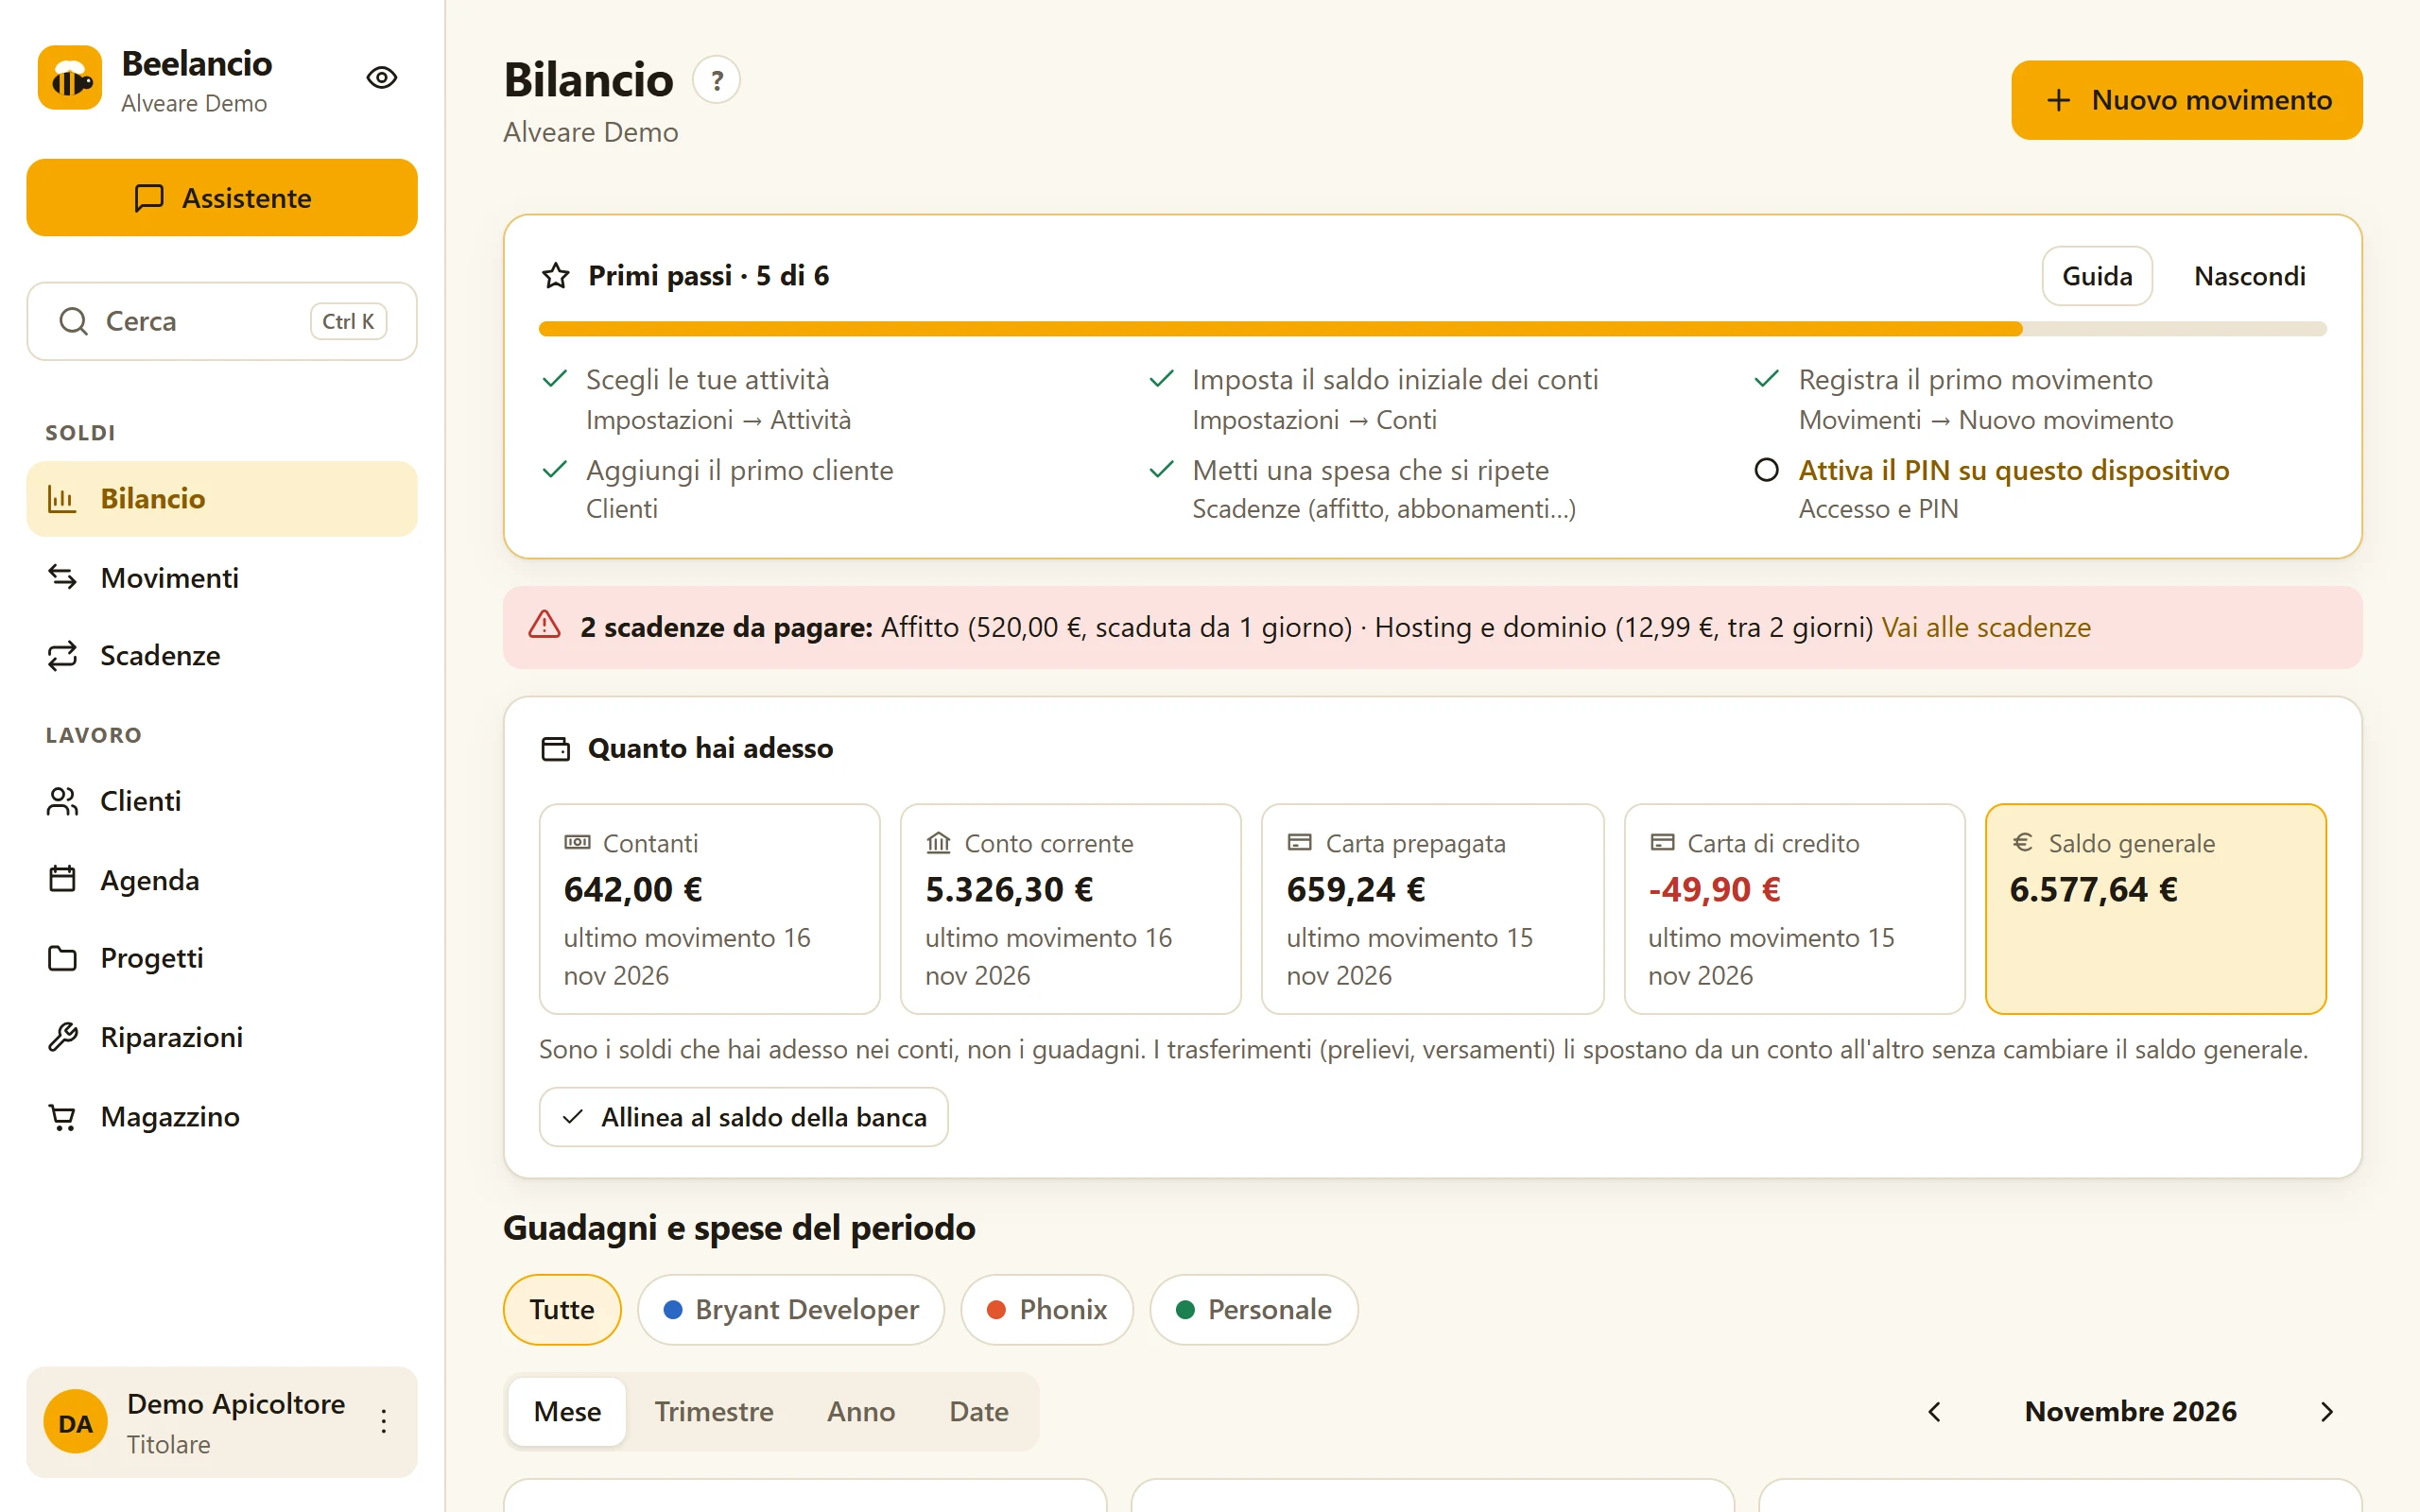 Beelancio
Alveare Demo
Assistente
Cerca
Ctrl K
SOLDI
Bilancio
Movimenti
Scadenze
LAVORO
Clienti
Agenda
Progetti
Riparazioni
Magazzino
DA
Demo Apicoltore
Titolare
Bilancio
?
Alveare Demo
Nuovo movimento
Primi passi · 5 di 6
Guida
Nascondi
Scegli le tue attività
Impostazioni → Attività
Imposta il saldo iniziale dei conti
Impostazioni → Conti
Registra il primo movimento
Movimenti → Nuovo movimento
Aggiungi il primo cliente
Clienti
Metti una spesa che si ripete
Scadenze (affitto, abbonamenti…)
Attiva il PIN su questo dispositivo
Accesso e PIN
2 scadenze da pagare: Affitto (520,00 €, scaduta da 1 giorno) · Hosting e dominio (12,99 €, tra 2 giorni) Vai alle scadenze
Quanto hai adesso
Contanti
642,00 €
ultimo movimento 16
nov 2026
Conto corrente
5.326,30 €
ultimo movimento 16
nov 2026
Carta prepagata
659,24 €
ultimo movimento 15
nov 2026
Carta di credito
-49,90 €
ultimo movimento 15
nov 2026
Saldo generale
6.577,64 €
Sono i soldi che hai adesso nei conti, non i guadagni. I trasferimenti (prelievi, versamenti) li spostano da un conto all'altro senza cambiare il saldo generale.
Allinea al saldo della banca
Guadagni e spese del periodo
Tutte
Bryant Developer
Phonix
Personale
Mese
Trimestre
Anno
Date
Novembre 2026